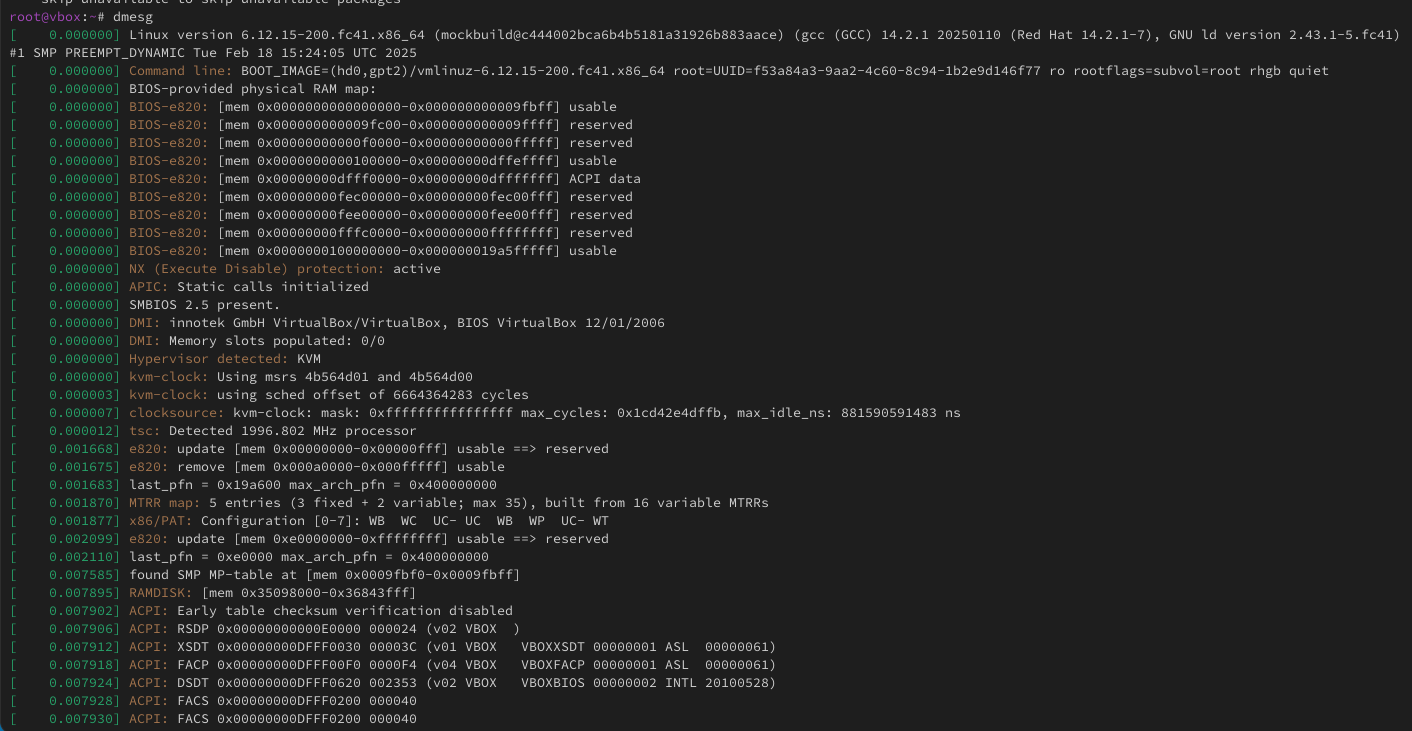 skip unavailable to skip unavailable packages
root@vbox:~# dmesg
[    0.000000] Linux version 6.12.15-200.fc41.x86_64 (mockbuild@c444002bca6b4b5181a31926b883aace) (gcc (GCC) 14.2.1 20250110 (Red Hat 14.2.1-7), GNU ld version 2.43.1-5.fc41)
#1 SMP PREEMPT_DYNAMIC Tue Feb 18 15:24:05 UTC 2025
[    0.000000] Command line: BOOT_IMAGE=(hd0,gpt2)/vmlinuz-6.12.15-200.fc41.x86_64 root=UUID=f53a84a3-9aa2-4c60-8c94-1b2e9d146f77 ro rootflags=subvol=root rhgb quiet
[    0.000000] BIOS-provided physical RAM map:
[    0.000000] BIOS-e820: [mem 0x0000000000000000-0x000000000009fbff] usable
[    0.000000] BIOS-e820: [mem 0x000000000009fc00-0x000000000009ffff] reserved
[    0.000000] BIOS-e820: [mem 0x00000000000f0000-0x00000000000fffff] reserved
[    0.000000] BIOS-e820: [mem 0x0000000000100000-0x00000000dffeffff] usable
[    0.000000] BIOS-e820: [mem 0x00000000dfff0000-0x00000000dfffffff] ACPI data
[    0.000000] BIOS-e820: [mem 0x00000000fec00000-0x00000000fec00fff] reserved
[    0.000000] BIOS-e820: [mem 0x00000000fee00000-0x00000000fee00fff] reserved
[    0.000000] BIOS-e820: [mem 0x00000000fffc0000-0x00000000ffffffff] reserved
[    0.000000] BIOS-e820: [mem 0x0000000100000000-0x000000019a5fffff] usable
[    0.000000] NX (Execute Disable) protection: active
[    0.000000] APIC: Static calls initialized
[    0.000000] SMBIOS 2.5 present.
[    0.000000] DMI: innotek GmbH VirtualBox/VirtualBox, BIOS VirtualBox 12/01/2006
[    0.000000] DMI: Memory slots populated: 0/0
[    0.000000] Hypervisor detected: KVM
[    0.000000] kvm-clock: Using msrs 4b564d01 and 4b564d00
[    0.000003] kvm-clock: using sched offset of 6664364283 cycles
[    0.000007] clocksource: kvm-clock: mask: 0xffffffffffffffff max_cycles: 0x1cd42e4dffb, max_idle_ns: 881590591483 ns
[    0.000012] tsc: Detected 1996.802 MHz processor
[    0.001668] e820: update [mem 0x00000000-0x00000fff] usable ==> reserved
[    0.001675] e820: remove [mem 0x000a0000-0x000fffff] usable
[    0.001683] last_pfn = 0x19a600 max_arch_pfn = 0x400000000
[    0.001870] MTRR map: 5 entries (3 fixed + 2 variable; max 35), built from 16 variable MTRRs
[    0.001877] x86/PAT: Configuration [0-7]: WB  WC  UC- UC  WB  WP  UC- WT
[    0.002099] e820: update [mem 0xe0000000-0xffffffff] usable ==> reserved
[    0.002110] last_pfn = 0xe0000 max_arch_pfn = 0x400000000
[    0.007585] found SMP MP-table at [mem 0x0009fbf0-0x0009fbff]
[    0.007895] RAMDISK: [mem 0x35098000-0x36843fff]
[    0.007902] ACPI: Early table checksum verification disabled
[    0.007906] ACPI: RSDP 0x00000000000E0000 000024 (v02 VBOX  )
[    0.007912] ACPI: XSDT 0x00000000DFFF0030 00003C (v01 VBOX   VBOXXSDT 00000001 ASL  00000061)
[    0.007918] ACPI: FACP 0x00000000DFFF00F0 0000F4 (v04 VBOX   VBOXFACP 00000001 ASL  00000061)
[    0.007924] ACPI: DSDT 0x00000000DFFF0620 002353 (v02 VBOX   VBOXBIOS 00000002 INTL 20100528)
[    0.007928] ACPI: FACS 0x00000000DFFF0200 000040
[    0.007930] ACPI: FACS 0x00000000DFFF0200 000040